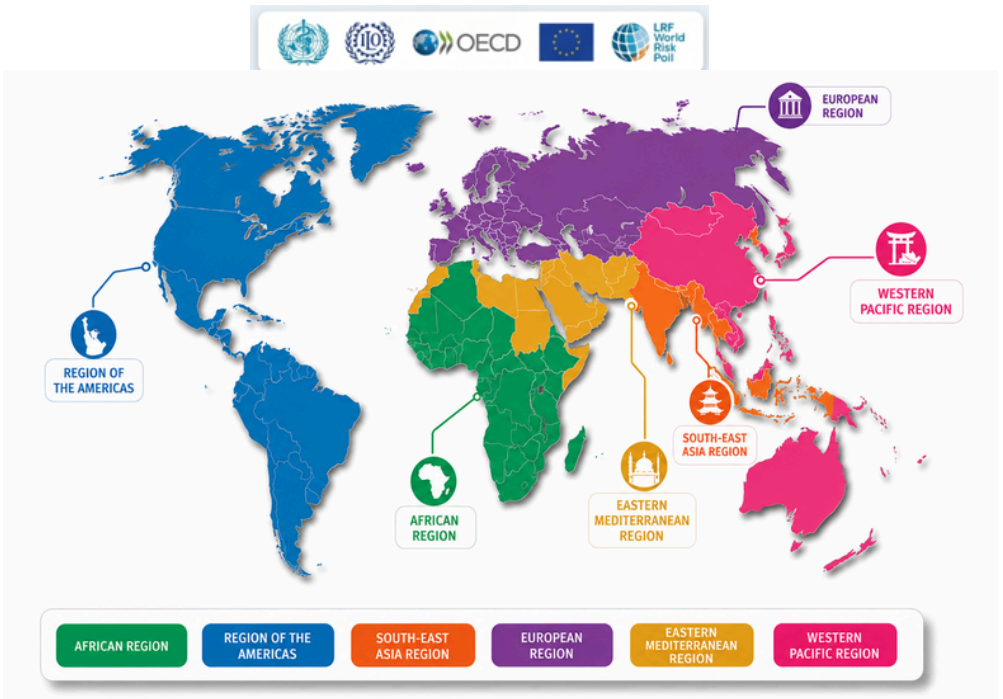 ILO
OECD
LRF
World
Risk
Poll
EUROPEAN
REGION
WESTERN
PACIFIC REGION
REGION OF
THE AMERICAS
SOUTH-EAST
ASIA REGION
AFRICAN
REGION
EASTERN
MEDITERRANEAN
REGION
AFRICAN REGION
REGION OF THE
AMERICAS
SOUTH-EAST
ASIA REGION
EUROPEAN
REGION
EASTERN
MEDITERRANEAN
REGION
WESTERN
PACIFIC REGION